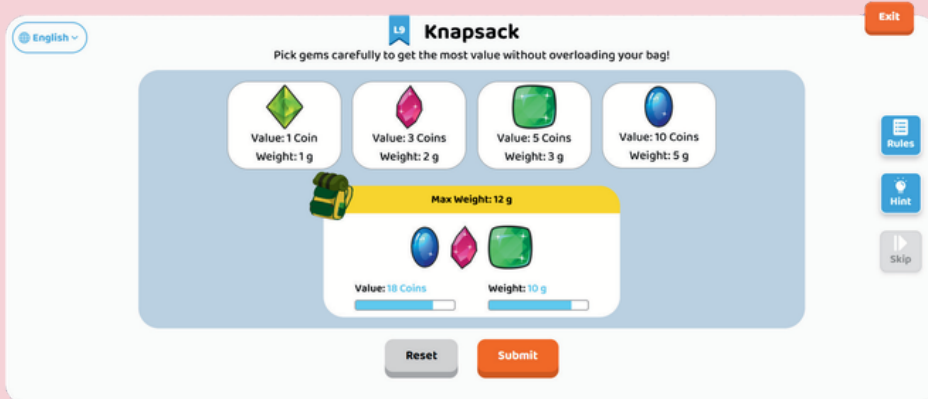 Exit
English
L9 Knapsack
Pick gems carefully to get the most value without overloading your bag!
Value: 1 Coin
Weight: 1 g
Value: 3 Coins
Weight: 2 g
Value: 5 Coins
Weight: 3 g
Value: 10 Coins
Weight: 5 g
Rules
Hint
Skip
Max Weight: 12 g
Value: 18 Coins
Weight: 10 g
Reset
Submit